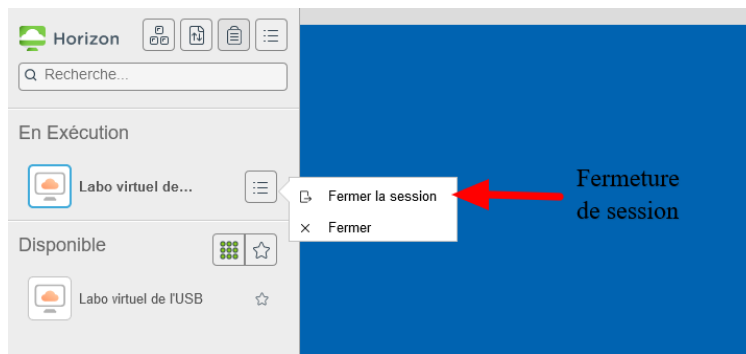 Horizon
Recherche...
En Exécution
Labo virtuel de...
Fermer la session
Fermer
Fermeture
de session
Disponible
Labo virtuel de l'USB